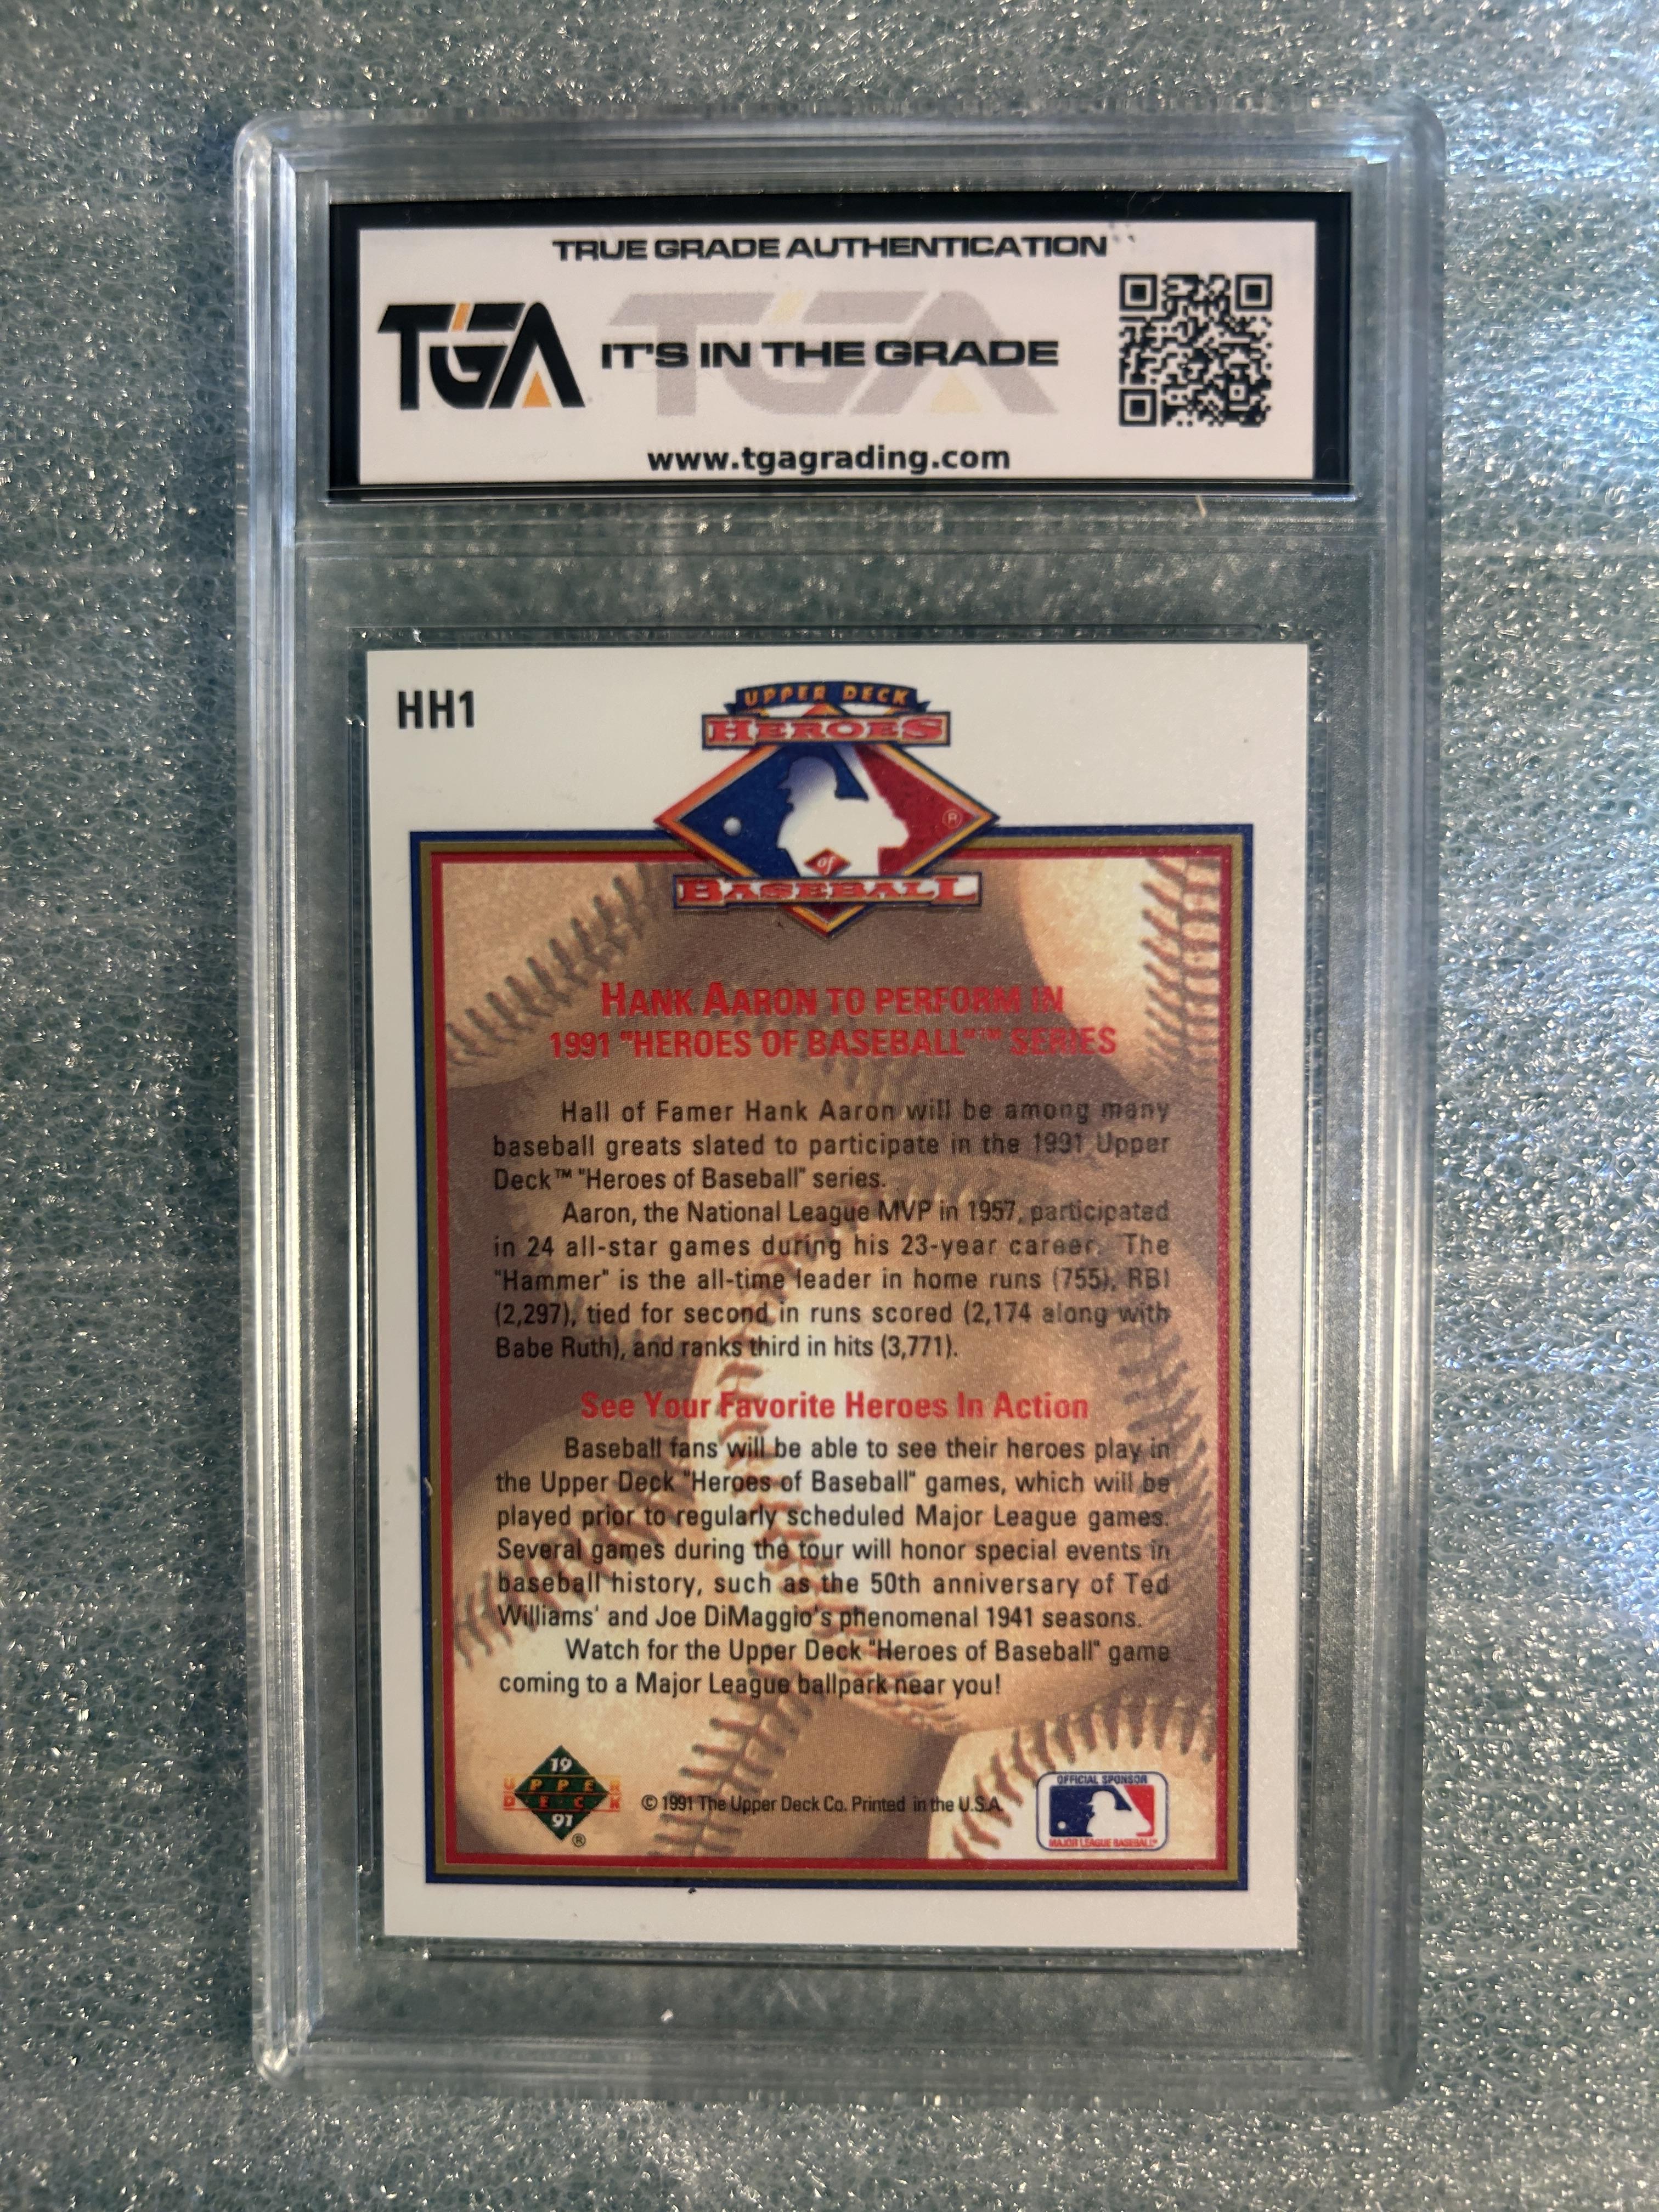 TRUE GRADE AUTHENTICATION
TGA
TGA
IT'S IN THE GRADE
www.tgagrading.com
HH1
UPPER DECK
HEROES
®
of
BASEBALL
HANK AARON TO PERFORM IN
1991 "HEROES OF BASEBALL"™ SERIES
Hall of Famer Hank Aaron will be among many
baseball greats slated to participate in the 1991 Upper
Deck™ "Heroes of Baseball" series.
Aaron, the National League MVP in 1957, participated
in 24 all-star games during his 23-year career. The
"Hammer" is the all-time leader in home runs (755), RBI
(2,297), tied for second in runs scored (2,174 along with
Babe Ruth), and ranks third in hits (3,771).
See Your Favorite Heroes In Action
Baseball fans will be able to see their heroes play in
the Upper Deck "Heroes of Baseball" games, which will be
played prior to regularly scheduled Major League games.
Several games during the tour will honor special events in
baseball history, such as the 50th anniversary of Ted
Williams' and Joe DiMaggio's phenomenal 1941 seasons.
Watch for the Upper Deck "Heroes of Baseball" game
coming to a Major League ballpark near you!
19
UPPER
DECK
91
®
© 1991 The Upper Deck Co. Printed in the U.S.A.
OFFICIAL SPONSOR
MAJOR LEAGUE BASEBALL™